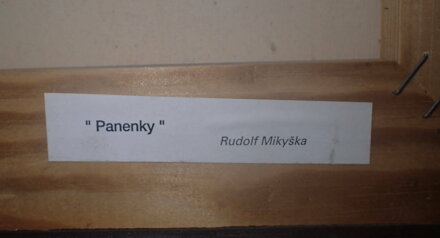 " Panenky "
Rudolf Mikyška